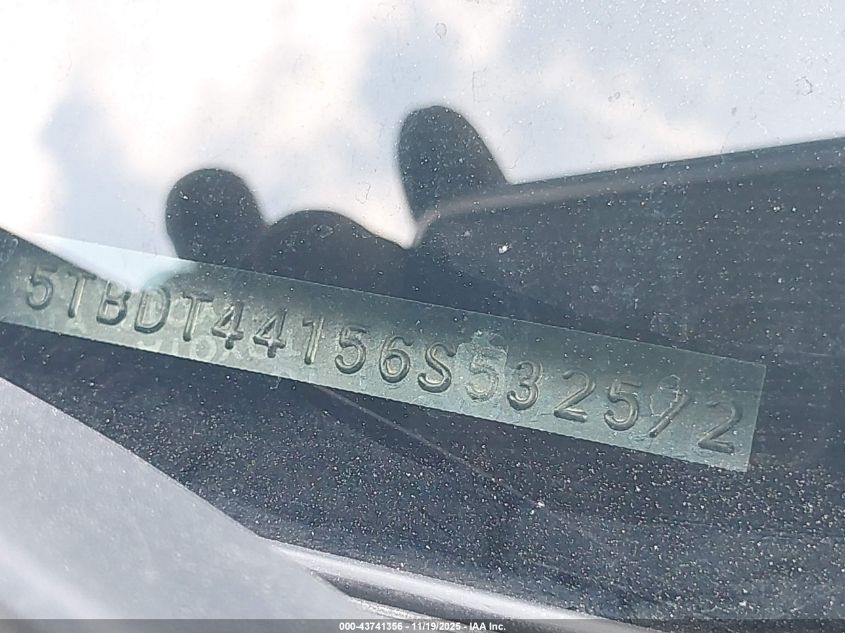 5TBDT44156S532572
000-43741356 - 11/19/2025 - IAA Inc.